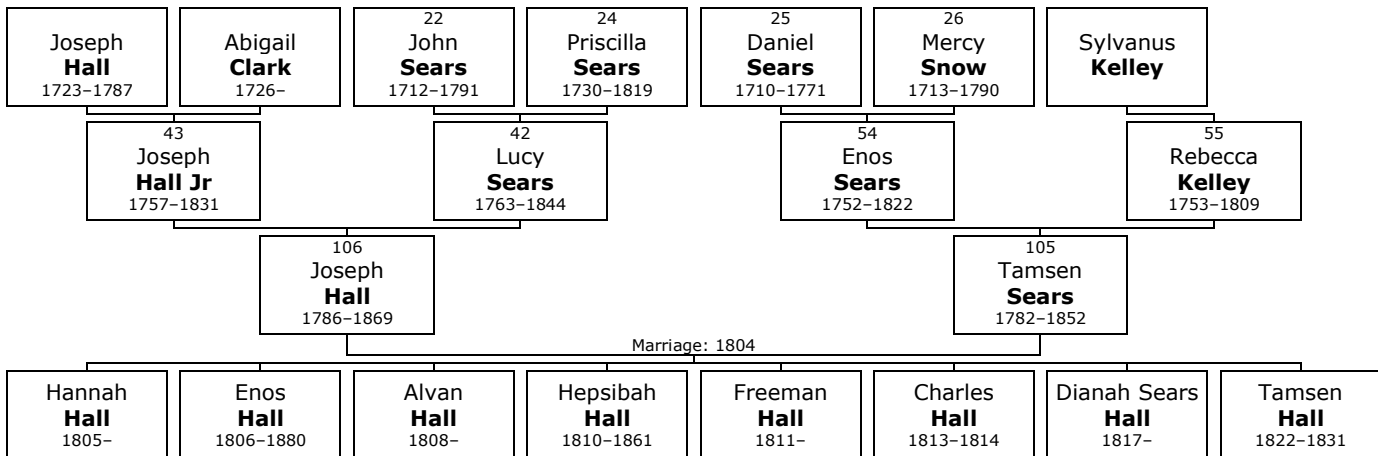 Joseph
Hall
1723–1787
Abigail
Clark
1726–
22
John
Sears
1712–1791
24
Priscilla
Sears
1730–1819
25
Daniel
Sears
1710–1771
26
Mercy
Snow
1713–1790
Sylvanus
Kelley
43
Joseph
Hall Jr
1757–1831
42
Lucy
Sears
1763–1844
54
Enos
Sears
1752–1822
55
Rebecca
Kelley
1753–1809
106
Joseph
Hall
1786–1869
105
Tamsen
Sears
1782–1852
Marriage: 1804
Hannah
Hall
1805–
Enos
Hall
1806–1880
Alvan
Hall
1808–
Hepsibah
Hall
1810–1861
Freeman
Hall
1811–
Charles
Hall
1813–1814
Dianah Sears
Hall
1817–
Tamsen
Hall
1822–1831